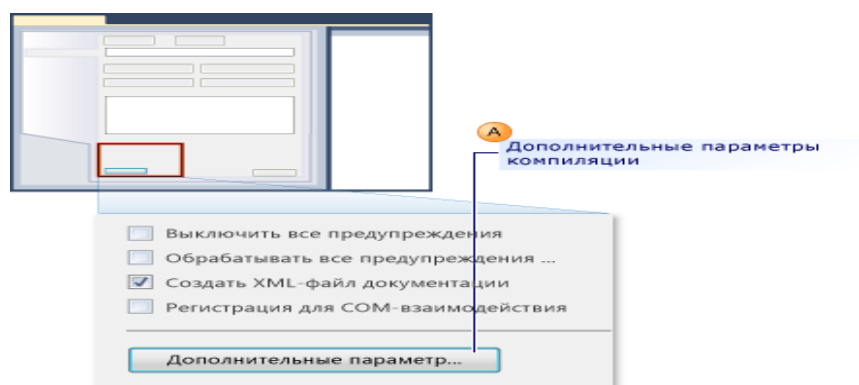 A
Дополнительные параметры
компиляции
Выключить все предупреждения
Обрабатывать все предупреждения ...
Создать XML-файл документации
Регистрация для COM-взаимодействия
Дополнительные параметр...